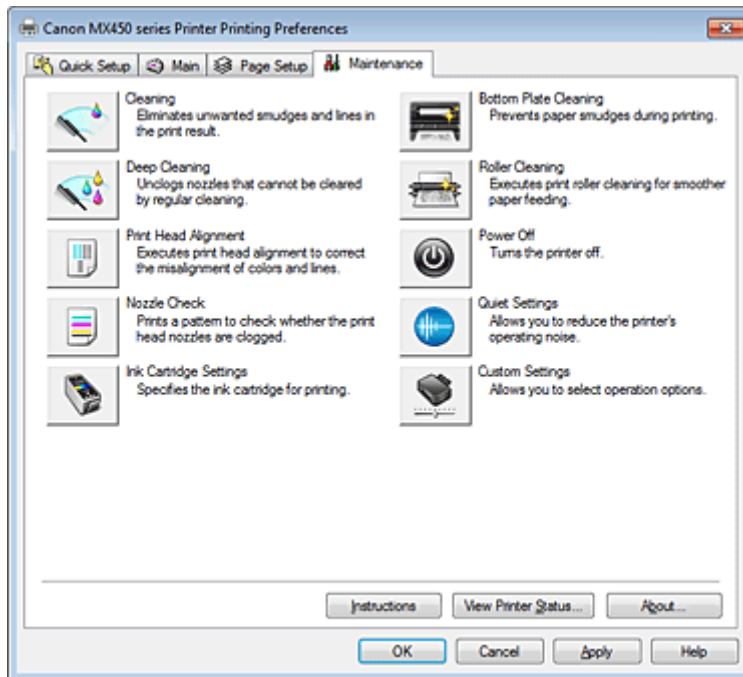 Canon MX450 series Printer Printing Preferences
Quick Setup
Main
Page Setup
Maintenance
Cleaning
Eliminates unwanted smudges and lines in
the print result.
Deep Cleaning
Unclogs nozzles that cannot be cleared
by regular cleaning.
Print Head Alignment
Executes print head alignment to correct
the misalignment of colors and lines.
Nozzle Check
Prints a pattern to check whether the print
head nozzles are clogged.
Ink Cartridge Settings
Specifies the ink cartridge for printing.
Bottom Plate Cleaning
Prevents paper smudges during printing.
Roller Cleaning
Executes print roller cleaning for smoother
paper feeding.
Power Off
Turns the printer off.
Quiet Settings
Allows you to reduce the printer's
operating noise.
Custom Settings
Allows you to select operation options.
Instructions
View Printer Status...
About...
OK
Cancel
Apply
Help